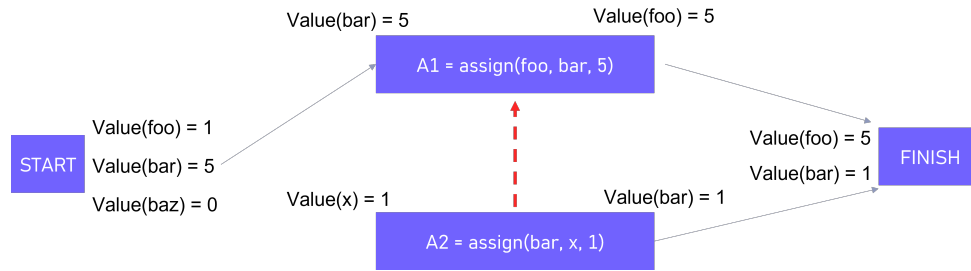 Value(bar) = 5
Value(foo) = 5
A1 = assign(foo, bar, 5)
START
Value(foo) = 1
Value(bar) = 5
Value(baz) = 0
Value(foo) = 5
Value(bar) = 1
FINISH
Value(x) = 1
Value(bar) = 1
A2 = assign(bar, x, 1)